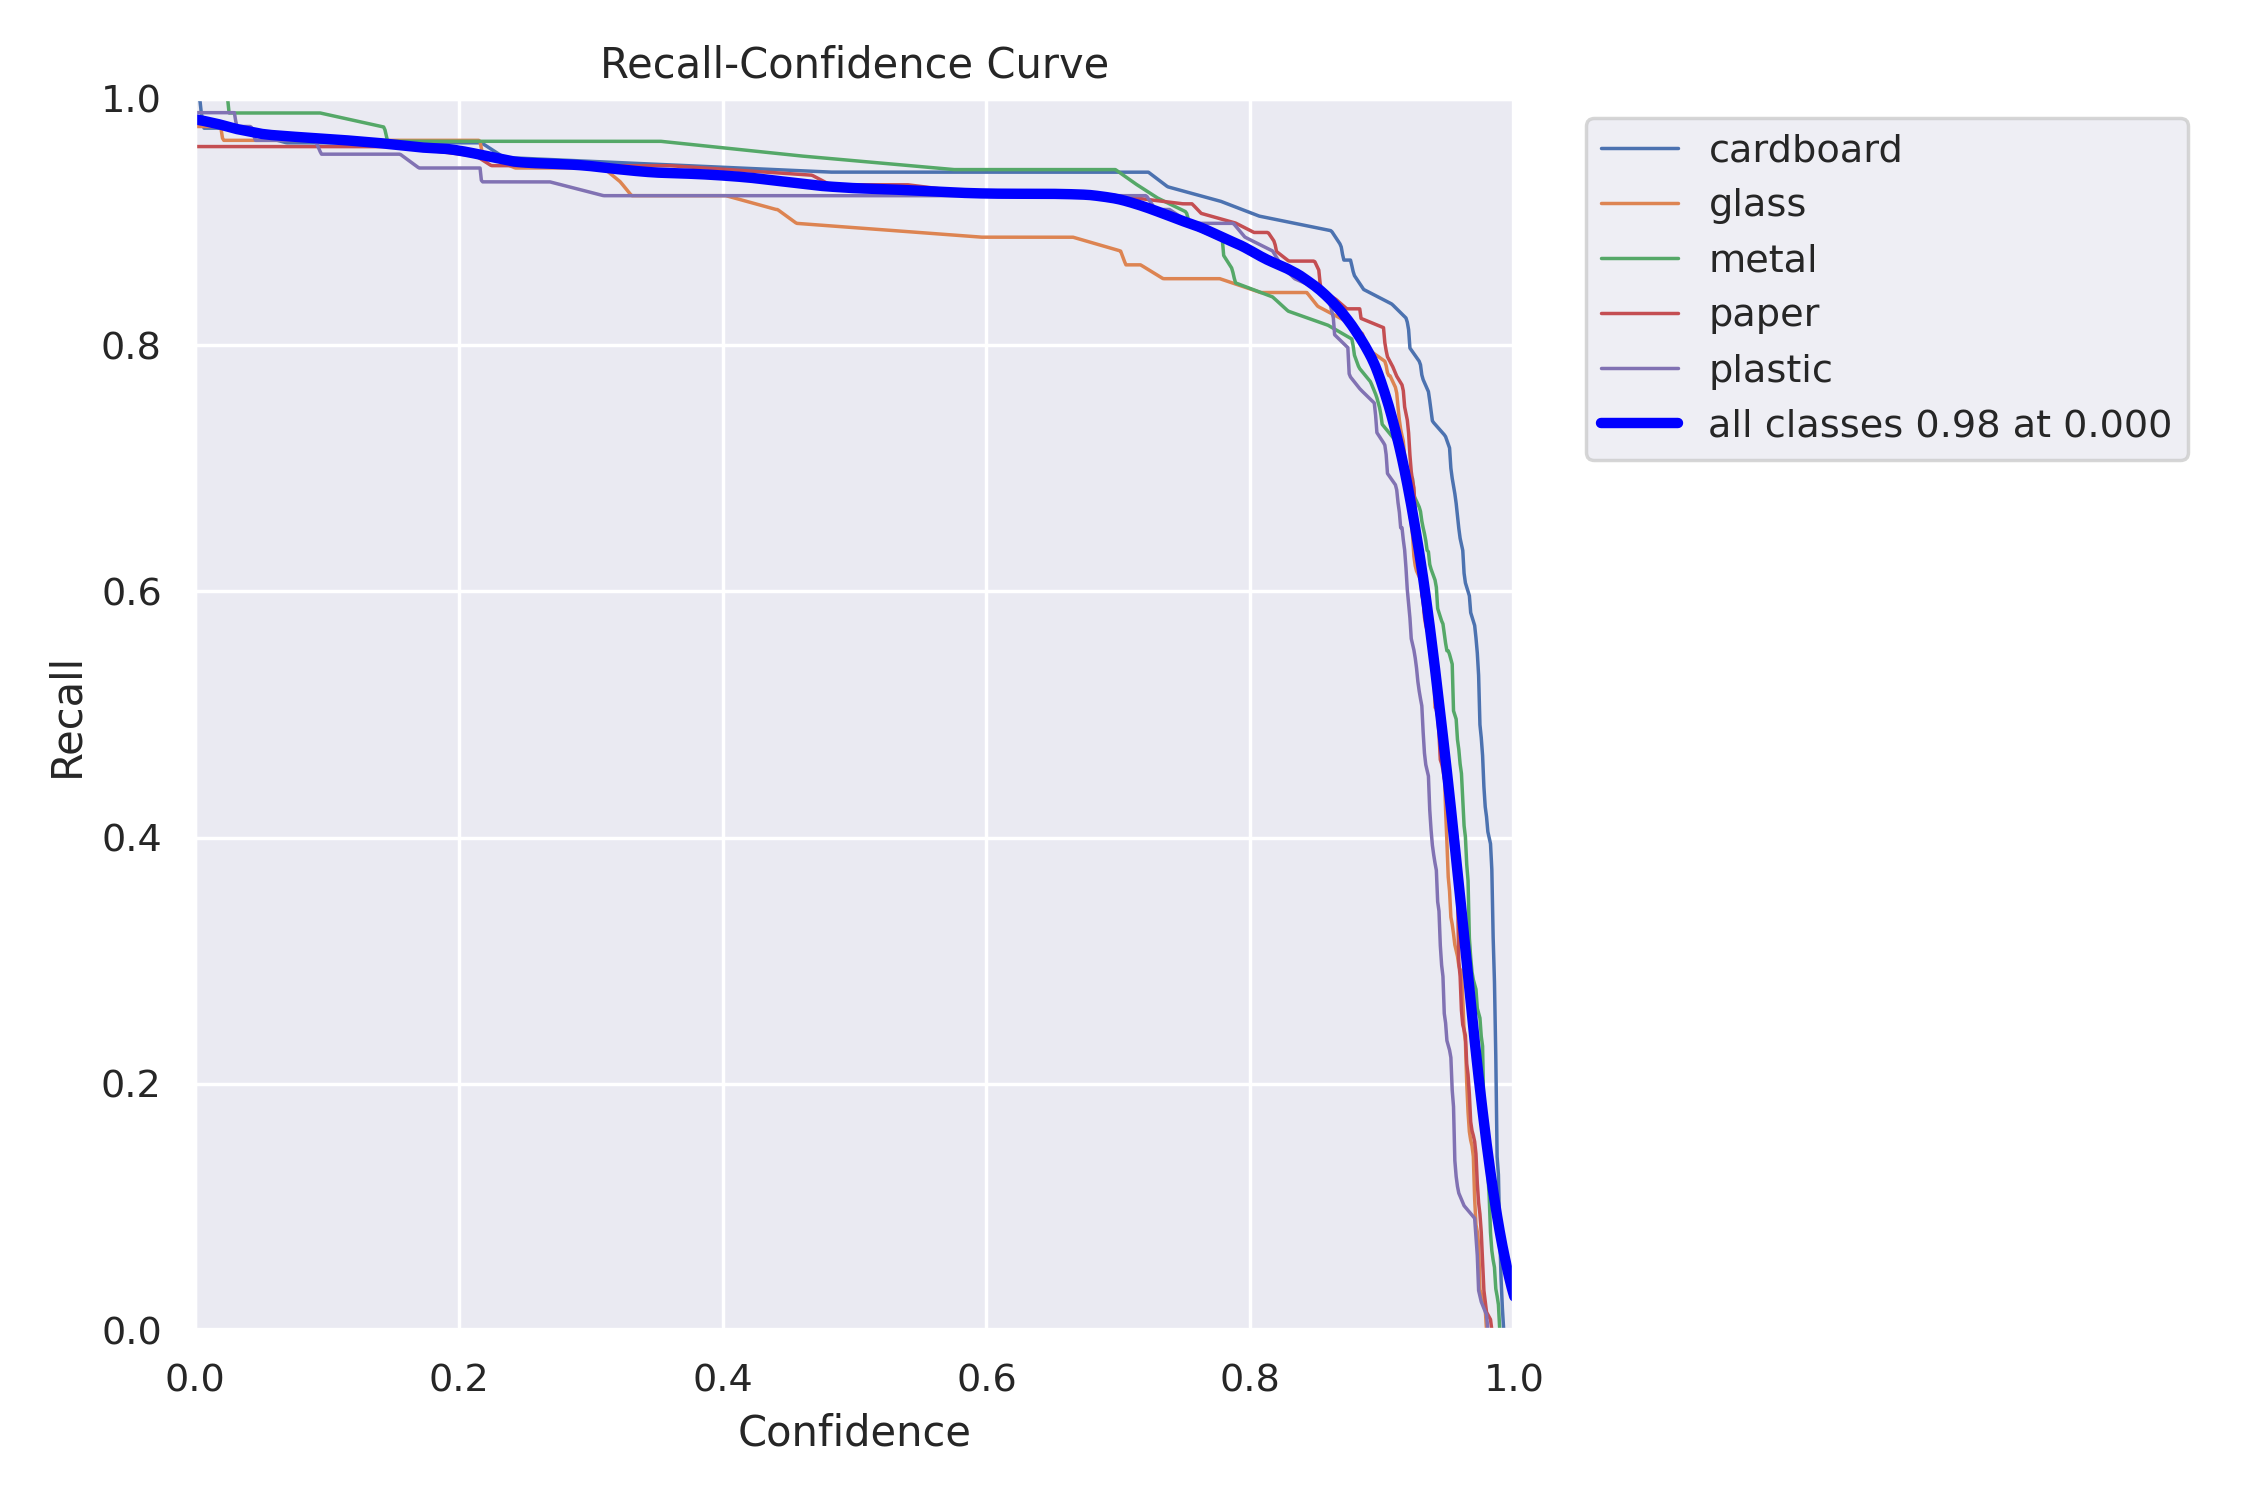 Recall-Confidence Curve
1.0
0.8
0.6
0.4
0.2
0.0
Recall
0.0 0.2 0.4 0.6 0.8 1.0
Confidence
cardboard
glass
metal
paper
plastic
all classes 0.98 at 0.000